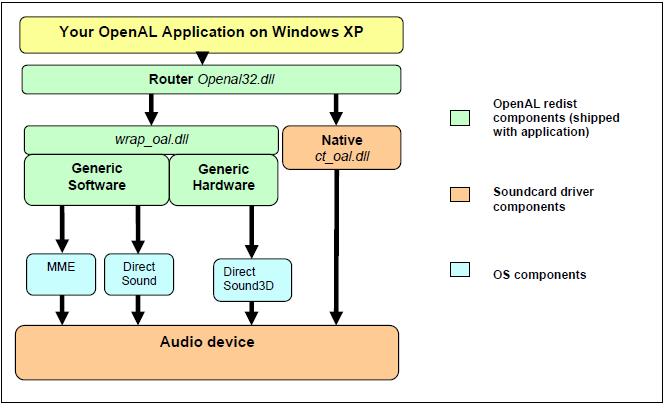 Your OpenAL Application on Windows XP
Router Openal32.dll
wrap_oal.dll
Native
ct_oal.dll
Generic
Software
Generic
Hardware
MME
Direct
Sound
Direct
Sound3D
Audio device
OpenAL redist
components (shipped
with application)
Soundcard driver
components
OS components